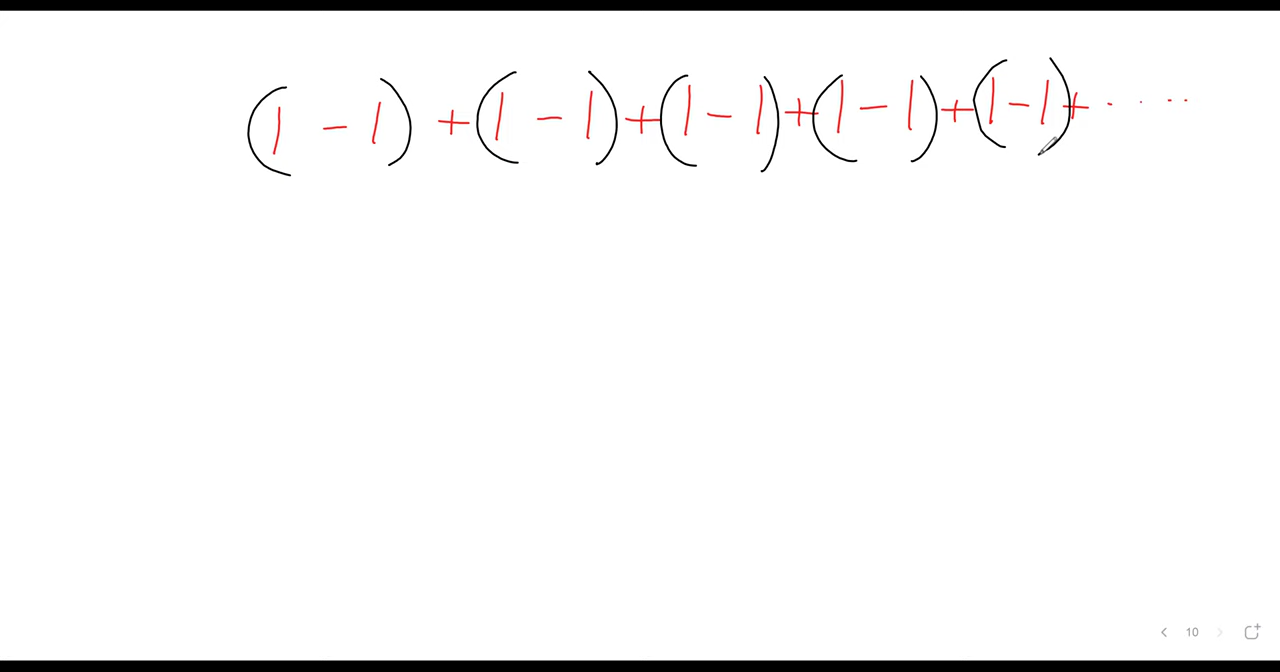 (1 - 1) + (1 - 1) + (1 - 1) + (1 - 1) + (1 - 1) + .....
10